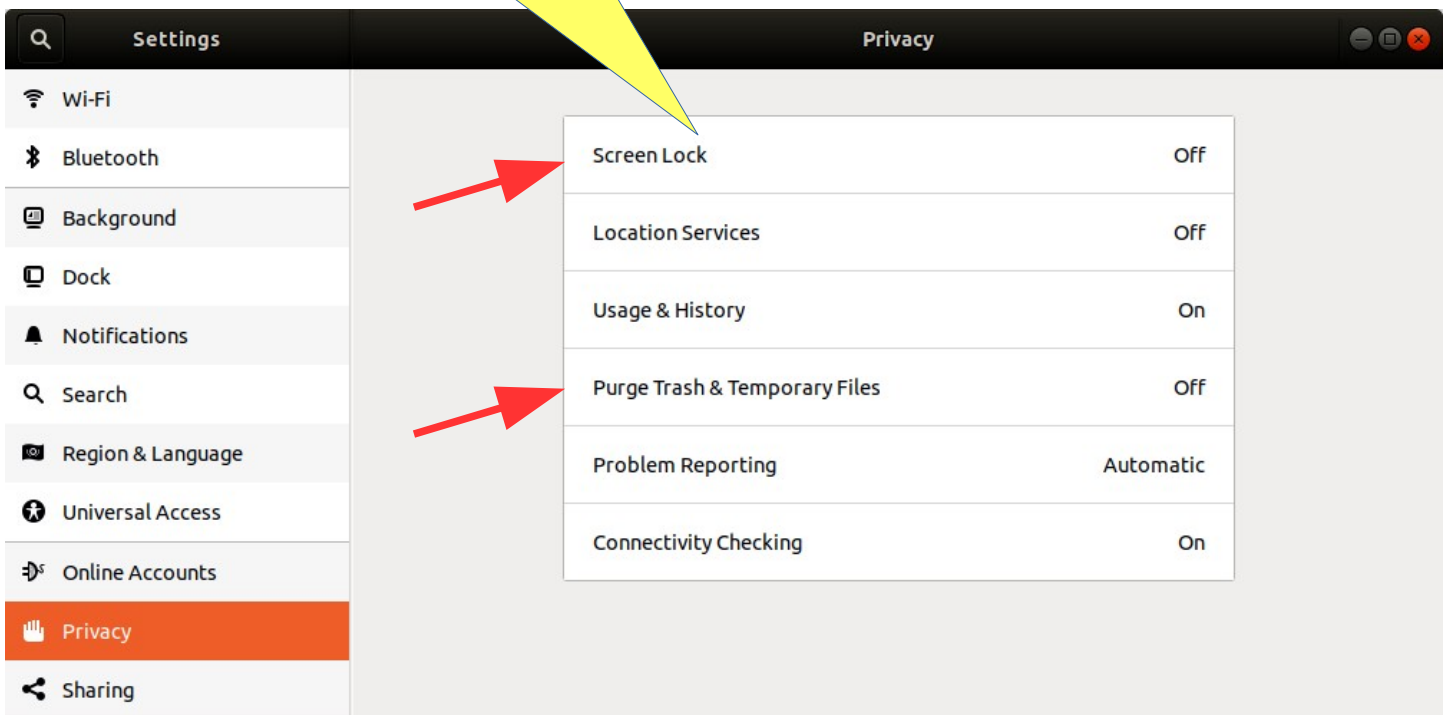 Settings
Privacy
Wi-Fi
Bluetooth
Background
Dock
Notifications
Search
Region & Language
Universal Access
Online Accounts
Privacy
Sharing
Screen Lock Off
Location Services Off
Usage & History On
Purge Trash & Temporary Files Off
Problem Reporting Automatic
Connectivity Checking On